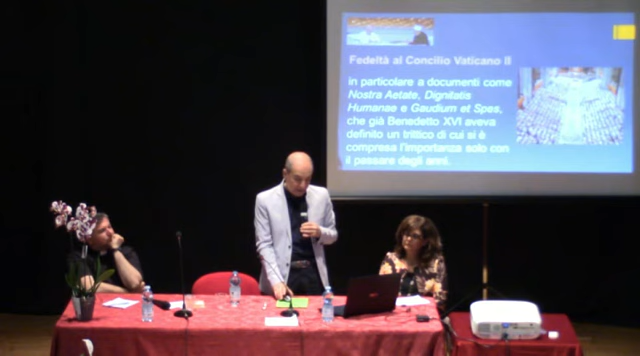 Fedeltà al Concilio Vaticano II
in particolare a documenti come
Nostra Aetate, Dignitatis
Humanae e Gaudium et Spes,
che già Benedetto XVI aveva
definito un trittico di cui si è
compresa l'importanza solo con
il passare degli anni.